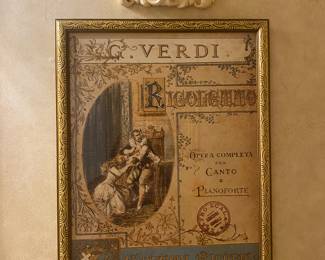 G. VERDI
RIGOLETTO
OPERA COMPLETA
PER
CANTO
E
PIANOFORTE